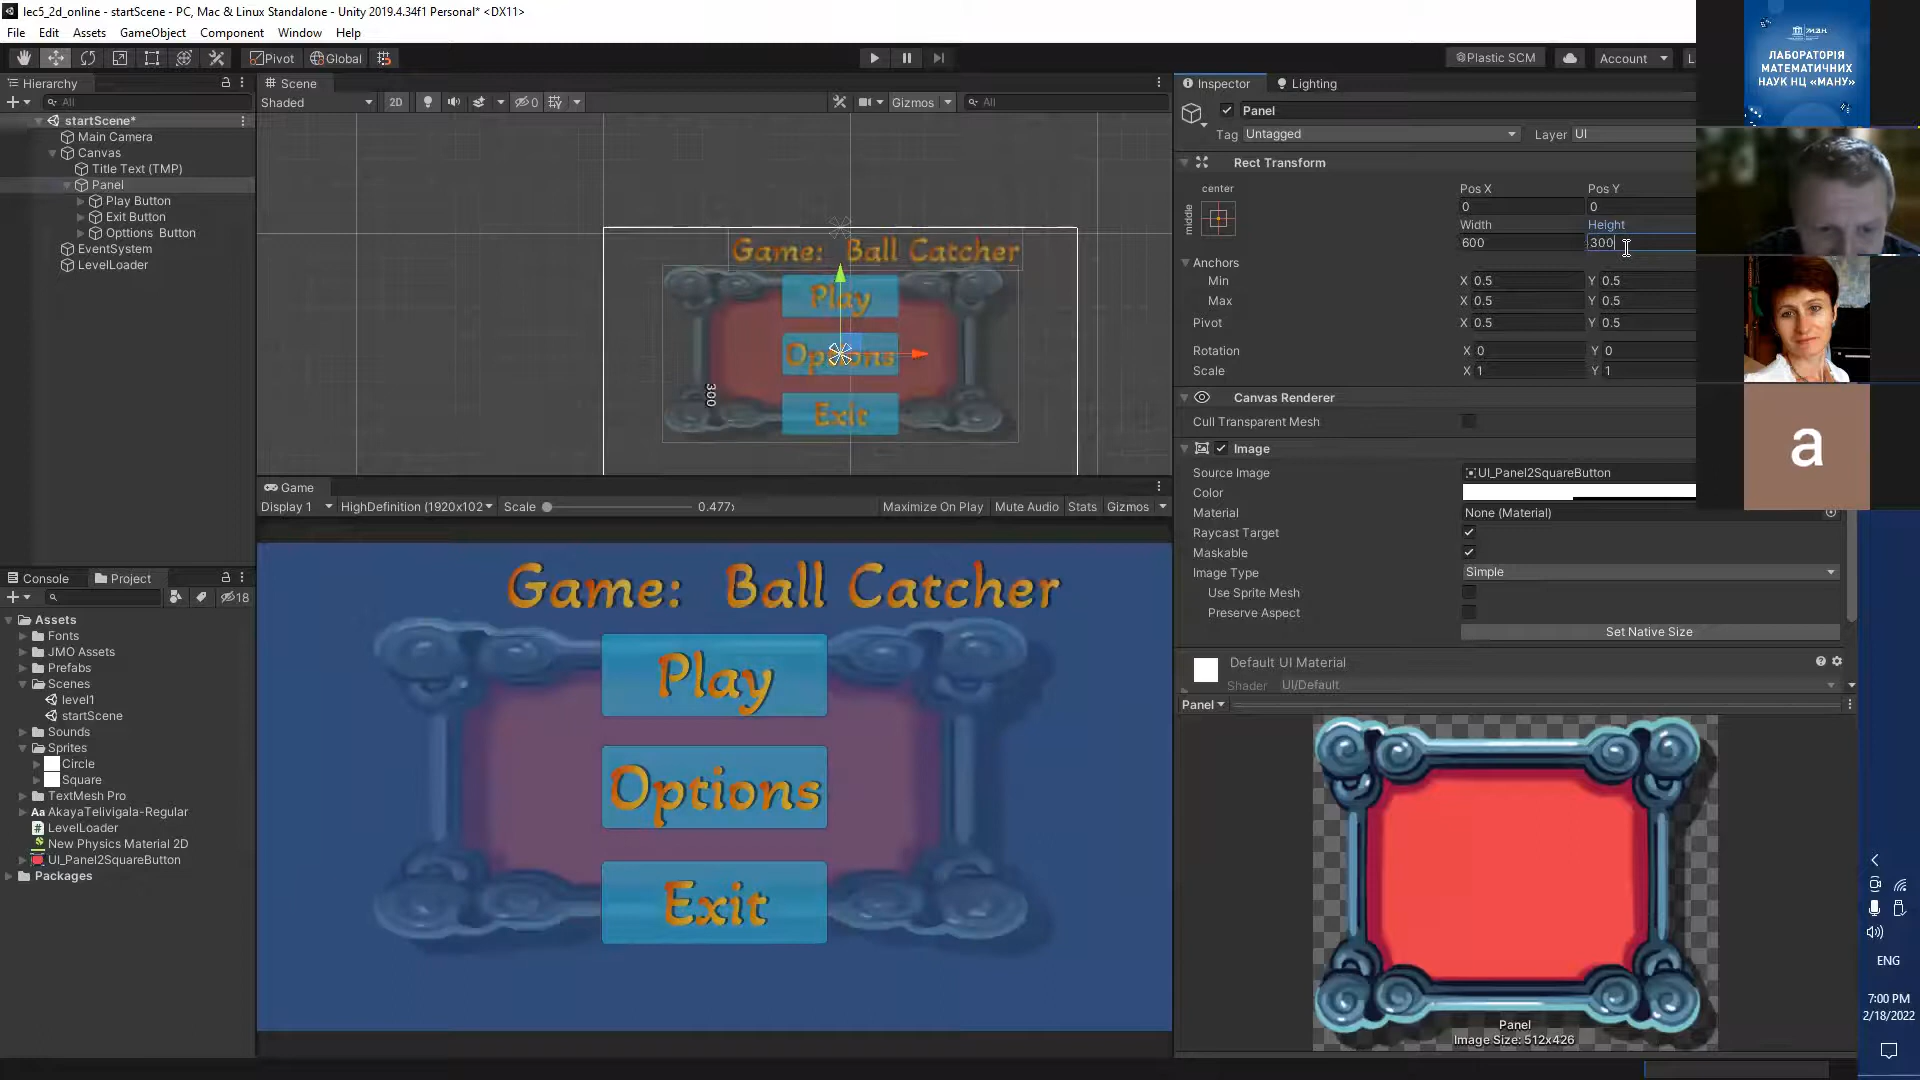 lec5_2d_online - startScene - PC, Mac & Linux Standalone - Unity 2019.4.34f1 Personal* <DX11>
File Edit Assets GameObject Component Window Help
Pivot Global
Plastic SCM Account L
Hierarchy
All
startScene*
Main Camera
Canvas
Title Text (TMP)
Panel
Play Button
Exit Button
Opttions Button
EventSystem
LevelLoader
Scene
Shaded 2D 0 Gizmos All
Game: Ball Catcher
Play
Options
Exit
300
Game
Display 1 HighDefinition (1920x102 Scale 0.477 Maximize On Play Mute Audio Stats Gizmos
Game: Ball Catcher
Play
Options
Exit
Console Project
18
Assets
Fonts
JMO Assets
Prefabs
Scenes
level1
startScene
Sounds
Sprites
Circle
Square
TextMesh Pro
Aa AkayaTelivigala-Regular
# LevelLoader
New Physics Material 2D
UI_Panel2SquareButton
Packages
Inspector Lighting
Panel
Tag Untagged Layer UI
Rect Transform
center
middle
Pos X Pos Y
0 0
Width Height
600 300
Anchors
Min X 0.5 Y 0.5
Max X 0.5 Y 0.5
Pivot X 0.5 Y 0.5
Rotation X 0 Y 0
Scale X 1 Y 1
Canvas Renderer
Cull Transparent Mesh
Image
Source Image UI_Panel2SquareButton
Color
Material None (Material)
Raycast Target
Maskable
Image Type Simple
Use Sprite Mesh
Preserve Aspect
Set Native Size
Default UI Material
Shader UI/Default
Panel
Panel
Image Size: 512x426
ЛАБОРАТОРІЯ
МАТЕМАТИЧНИХ
НАУК НЦ «МАНУ»
a
ENG
7:00 PM
2/18/2022